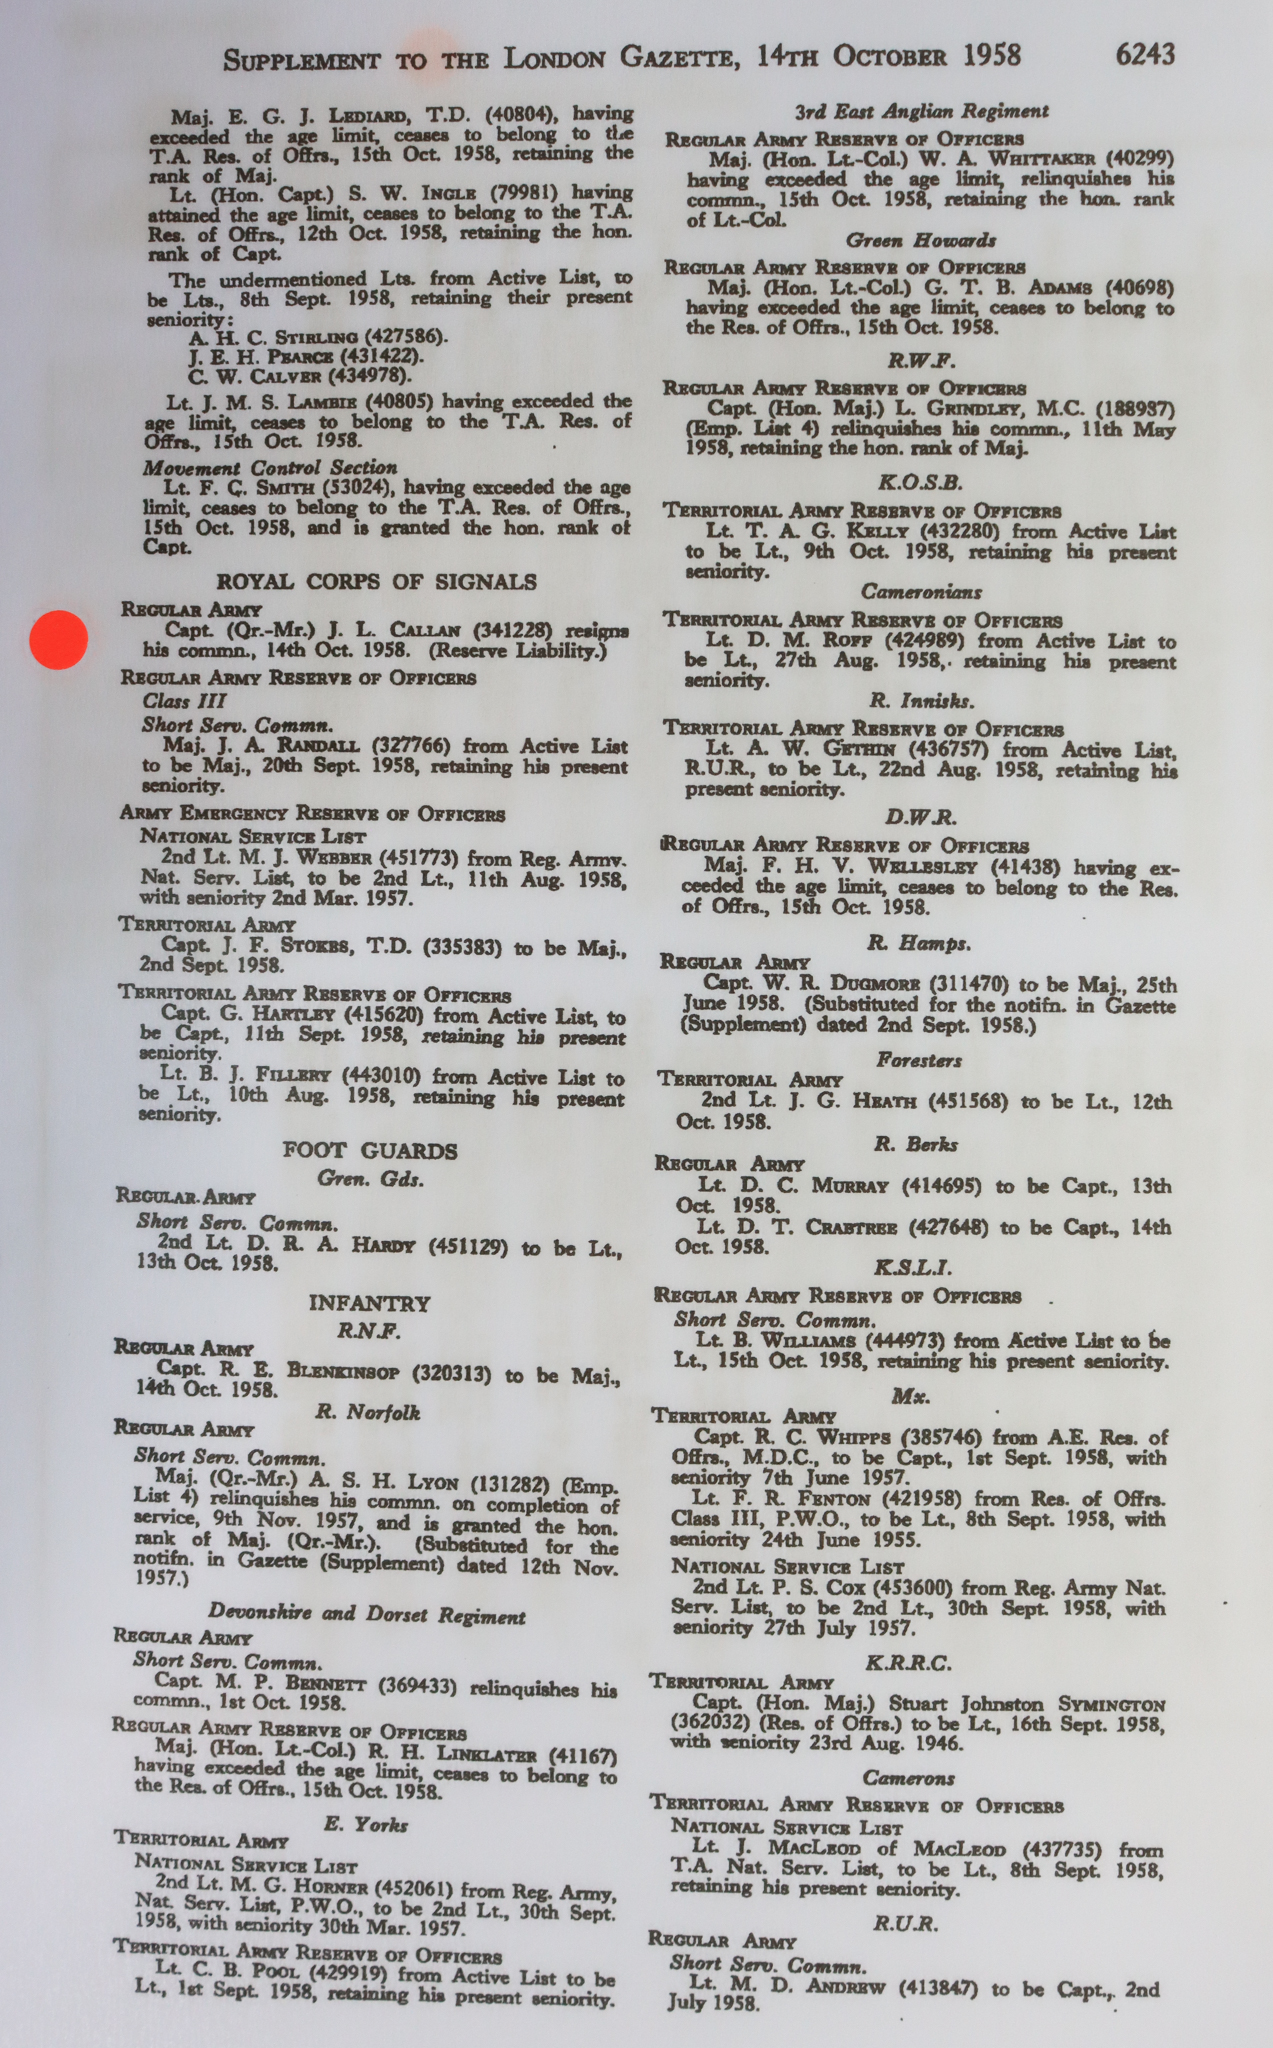 SUPPLEMENT TO THE LONDON GAZETTE, 14TH OCTOBER 1958 6243
Maj. E. G. J. LEDIARD, T.D. (40804), having
exceeded the age limit, ceases to belong to the
T.A. Res. of Offrs., 15th Oct. 1958, retaining the
rank of Maj.
Lt. (Hon. Capt.) S. W. INGLE (79981) having
attained the age limit, ceases to belong to the T.A.
Res. of Offrs., 12th Oct. 1958, retaining the hon.
rank of Capt.
The undermentioned Lts. from Active List, to
be Lts., 8th Sept. 1958, retaining their present
seniority:
A. H. C. STIRLING (427586).
J. E. H. PEARCE (431422).
C. W. CALVER (434978).
Lt. J. M. S. LAMBIE (40805) having exceeded the
age limit, ceases to belong to the T.A. Res. of
Offrs., 15th Oct. 1958.
Movement Control Section
Lt. F. C. SMITH (53024), having exceeded the age
limit, ceases to belong to the T.A. Res. of Offrs.,
15th Oct. 1958, and is granted the hon. rank of
Capt.
ROYAL CORPS OF SIGNALS
REGULAR ARMY
Capt. (Qr.-Mr.) J. L. CALLAN (341228) resigns
his commn., 14th Oct. 1958. (Reserve Liability.)
REGULAR ARMY RESERVE OF OFFICERS
Class III
Short Serv. Commn.
Maj. J. A. RANDALL (327766) from Active List
to be Maj., 20th Sept. 1958, retaining his present
seniority.
ARMY EMERGENCY RESERVE OF OFFICERS
NATIONAL SERVICE LIST
2nd Lt. M. J. WEBBER (451773) from Reg. Army.
Nat. Serv. List, to be 2nd Lt., 11th Aug. 1958,
with seniority 2nd Mar. 1957.
TERRITORIAL ARMY
Capt. J. F. STOKES, T.D. (335383) to be Maj.,
2nd Sept. 1958.
TERRITORIAL ARMY RESERVE OF OFFICERS
Capt. G. HARTLEY (415620) from Active List, to
be Capt., 11th Sept. 1958, retaining his present
seniority.
Lt. B. J. FILLERY (443010) from Active List to
be Lt., 10th Aug. 1958, retaining his present
seniority.
FOOT GUARDS
Gren. Gds.
REGULAR ARMY
Short Serv. Commn.
2nd Lt. D. R. A. HARDY (451129) to be Lt.,
13th Oct. 1958.
INFANTRY
R.N.F.
REGULAR ARMY
Capt. R. E. BLENKINSOP (320313) to be Maj.,
14th Oct. 1958.
R. Norfolk
REGULAR ARMY
Short Serv. Commn.
Maj. (Qr.-Mr.) A. S. H. LYON (131282) (Emp.
List 4) relinquishes his commn. on completion of
service, 9th Nov. 1957, and is granted the hon.
rank of Maj. (Qr.-Mr.). (Substituted for the
notifn. in Gazette (Supplement) dated 12th Nov.
1957.)
Devonshire and Dorset Regiment
REGULAR ARMY
Short Serv. Commn.
Capt. M. P. BENNETT (369433) relinquishes his
commn., 1st Oct. 1958.
REGULAR ARMY RESERVE OF OFFICERS
Maj. (Hon. Lt.-Col.) R. H. LINKLATER (41167)
having exceeded the age limit, ceases to belong to
the Res. of Offrs., 15th Oct. 1958.
E. Yorks
TERRITORIAL ARMY
NATIONAL SERVICE LIST
2nd Lt. M. G. HORNER (452061) from Reg. Army,
Nat. Serv. List, P.W.O., to be 2nd Lt., 30th Sept.
1958, with seniority 30th Mar. 1957.
TERRITORIAL ARMY RESERVE OF OFFICERS
Lt. C. B. POOL (429919) from Active List to be
Lt., 1st Sept. 1958, retaining his present seniority.
3rd East Anglian Regiment
REGULAR ARMY RESERVE OF OFFICERS
Maj. (Hon. Lt.-Col.) W. A. WHITTAKER (40299)
having exceeded the age limit, relinquishes his
commn., 15th Oct. 1958, retaining the hon. rank
of Lt.-Col.
Green Howards
REGULAR ARMY RESERVE OF OFFICERS
Maj. (Hon. Lt.-Col.) G. T. B. ADAMS (40698)
having exceeded the age limit, ceases to belong to
the Res. of Offrs., 15th Oct. 1958.
R.W.F.
REGULAR ARMY RESERVE OF OFFICERS
Capt. (Hon. Maj.) L. GRINDLEY, M.C. (188987)
(Emp. List 4) relinquishes his commn., 11th May
1958, retaining the hon. rank of Maj.
K.O.S.B.
TERRITORIAL ARMY RESERVE OF OFFICERS
Lt. T. A. G. KELLY (432280) from Active List
to be Lt., 9th Oct. 1958, retaining his present
seniority.
Cameronians
TERRITORIAL ARMY RESERVE OF OFFICERS
Lt. D. M. ROFF (424989) from Active List to
be Lt., 27th Aug. 1958, retaining his present
seniority.
R. Innisks.
TERRITORIAL ARMY RESERVE OF OFFICERS
Lt. A. W. GETHIN (436757) from Active List,
R.U.R., to be Lt., 22nd Aug. 1958, retaining his
present seniority.
D.W.R.
REGULAR ARMY RESERVE OF OFFICERS
Maj. F. H. V. WELLESLEY (41438) having ex-
ceeded the age limit, ceases to belong to the Res.
of Offrs., 15th Oct. 1958.
R. Hamps.
REGULAR ARMY
Capt. W. R. DUGMORE (311470) to be Maj., 25th
June 1958. (Substituted for the notifn. in Gazette
(Supplement) dated 2nd Sept. 1958.)
Foresters
TERRITORIAL ARMY
2nd Lt. J. G. HEATH (451568) to be Lt., 12th
Oct. 1958.
R. Berks
REGULAR ARMY
Lt. D. C. MURRAY (414695) to be Capt., 13th
Oct. 1958.
Lt. D. T. CRABTREE (427648) to be Capt., 14th
Oct. 1958.
K.S.L.I.
REGULAR ARMY RESERVE OF OFFICERS
Short Serv. Commn.
Lt. B. WILLIAMS (444973) from Active List to be
Lt., 15th Oct. 1958, retaining his present seniority.
Mx.
TERRITORIAL ARMY
Capt. R. C. WHIPPS (385746) from A.E. Res. of
Offrs., M.D.C., to be Capt., 1st Sept. 1958, with
seniority 7th June 1957.
Lt. F. R. FENTON (421958) from Res. of Offrs.
Class III, P.W.O., to be Lt., 8th Sept. 1958, with
seniority 24th June 1955.
NATIONAL SERVICE LIST
2nd Lt. P. S. COX (453600) from Reg. Army Nat.
Serv. List, to be 2nd Lt., 30th Sept. 1958, with
seniority 27th July 1957.
K.R.R.C.
TERRITORIAL ARMY
Capt. (Hon. Maj.) Stuart Johnston SYMINGTON
(362032) (Res. of Offrs.) to be Lt., 16th Sept. 1958,
with seniority 23rd Aug. 1946.
Camerons
TERRITORIAL ARMY RESERVE OF OFFICERS
NATIONAL SERVICE LIST
Lt. J. MACLEOD of MACLEOD (437735) from
T.A. Nat. Serv. List, to be Lt., 8th Sept. 1958,
retaining his present seniority.
R.U.R.
REGULAR ARMY
Short Serv. Commn.
Lt. M. D. ANDREW (413847) to be Capt., 2nd
July 1958.